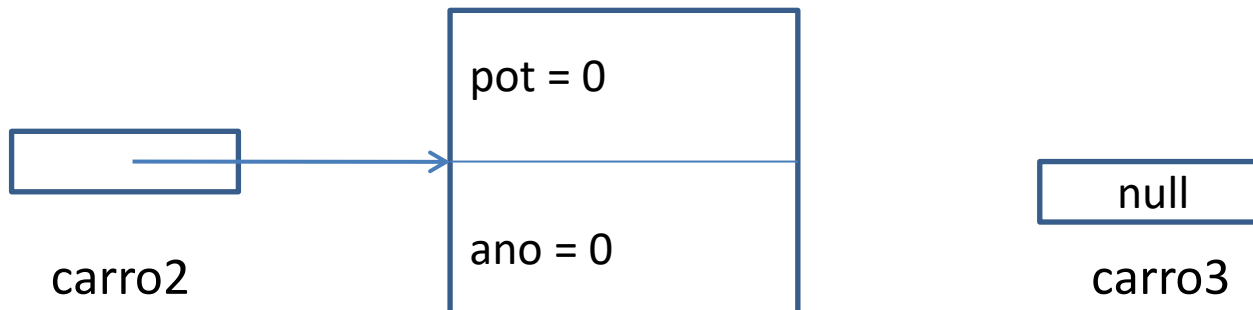 pot = 0
ano = 0
carro2
null
carro3